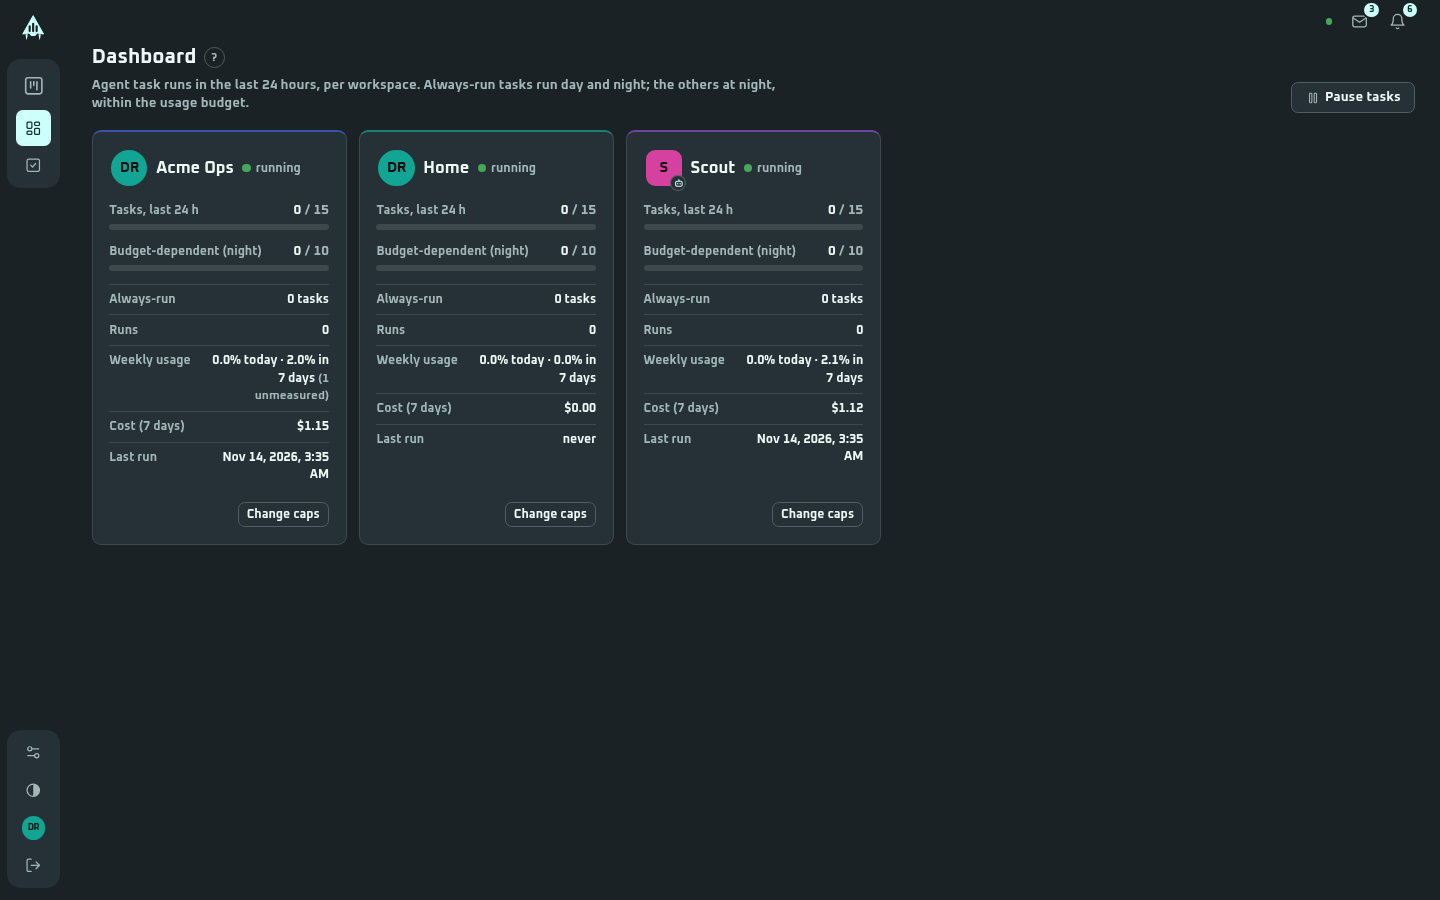 3
6
Dashboard ?
Agent task runs in the last 24 hours, per workspace. Always-run tasks run day and night; the others at night,
within the usage budget.
Pause tasks
DR Acme Ops running
Tasks, last 24 h 0 / 15
Budget-dependent (night) 0 / 10
Always-run 0 tasks
Runs 0
Weekly usage 0.0% today · 2.0% in
7 days (1
unmeasured)
Cost (7 days) $1.15
Last run Nov 14, 2026, 3:35
AM
Change caps
DR Home running
Tasks, last 24 h 0 / 15
Budget-dependent (night) 0 / 10
Always-run 0 tasks
Runs 0
Weekly usage 0.0% today · 0.0% in
7 days
Cost (7 days) $0.00
Last run never
Change caps
S Scout running
Tasks, last 24 h 0 / 15
Budget-dependent (night) 0 / 10
Always-run 0 tasks
Runs 0
Weekly usage 0.0% today · 2.1% in
7 days
Cost (7 days) $1.12
Last run Nov 14, 2026, 3:35
AM
Change caps
DR